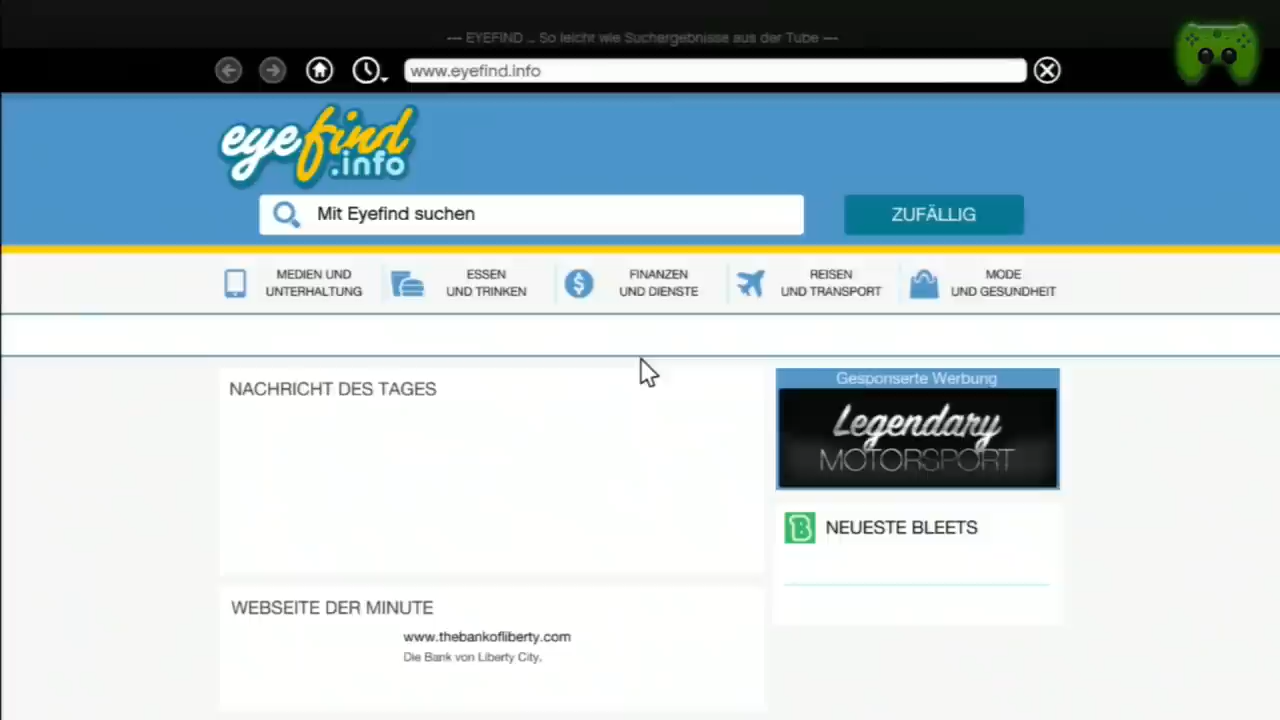 --- EYEFIND ... So leicht wie Suchergebnisse aus der Tube ---
www.eyefind.info
eyefind
.info
Mit Eyefind suchen
ZUFÄLLIG
MEDIEN UND
UNTERHALTUNG
ESSEN
UND TRINKEN
FINANZEN
UND DIENSTE
REISEN
UND TRANSPORT
MODE
UND GESUNDHEIT
NACHRICHT DES TAGES
Gesponserte Werbung
Legendary
MOTORSPORT
B NEUESTE BLEETS
WEBSEITE DER MINUTE
www.thebankofliberty.com
Die Bank von Liberty City.